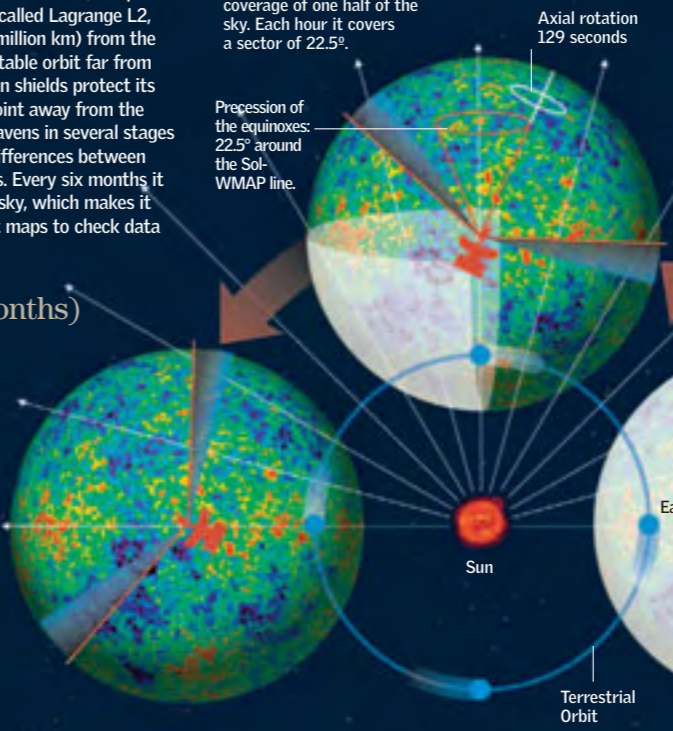 called Lagrange L2,
million km) from the
table orbit far from
n shields protect its
oint away from the
avens in several stages
ifferences between
s. Every six months it
sky, which makes it
t maps to check data
onths)
coverage of one half of the
sky. Each hour it covers
a sector of 22.5º.
Axial rotation
129 seconds
Precession of
the equinoxes:
22.5° around
the Sol-
WMAP line.
Sun
Ea
Terrestrial
Orbit